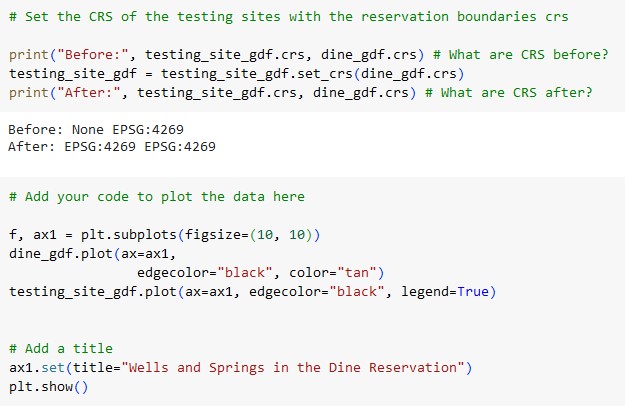 # Set the CRS of the testing sites with the reservation boundaries crs
print("Before:", testing_site_gdf.crs, dine_gdf.crs) # What are CRS before?
testing_site_gdf = testing_site_gdf.set_crs(dine_gdf.crs)
print("After:", testing_site_gdf.crs, dine_gdf.crs) # What are CRS after?
Before: None EPSG:4269
After: EPSG:4269 EPSG:4269
# Add your code to plot the data here
f, ax1 = plt.subplots(figsize=(10, 10))
dine_gdf.plot(ax=ax1,
edgecolor="black", color="tan")
testing_site_gdf.plot(ax=ax1, edgecolor="black", legend=True)
# Add a title
ax1.set(title="Wells and Springs in the Dine Reservation")
plt.show()